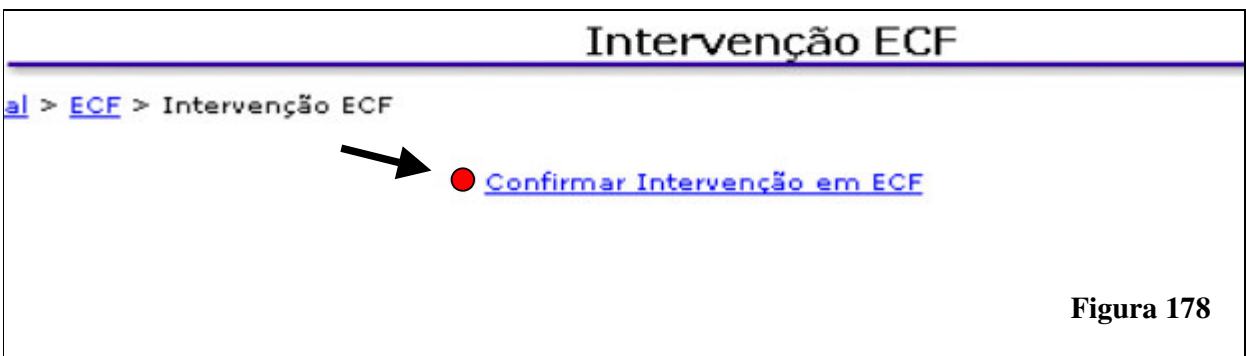 Intervenção ECF
al > ECF > Intervenção ECF
Confirmar Intervenção em ECF
Figura 178